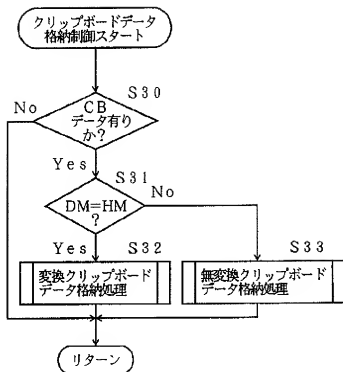 クリップボードデータ
格納制御スタート
S30
No
CB
データ有り
か?
Yes
S31
No
DM=HM
?
Yes
S32
S33
変換クリップボード
データ格納処理
無変換クリップボード
データ格納処理
リターン